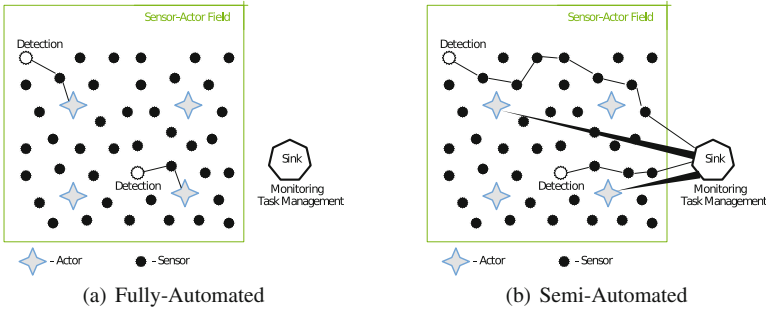 Sensor-Actor Field
Detection
Detection
Sink
Monitoring
Task Management
- Actor
- Sensor
(a) Fully-Automated
Sensor-Actor Field
Detection
Detection
Sink
Monitoring
Task Management
- Actor
- Sensor
(b) Semi-Automated